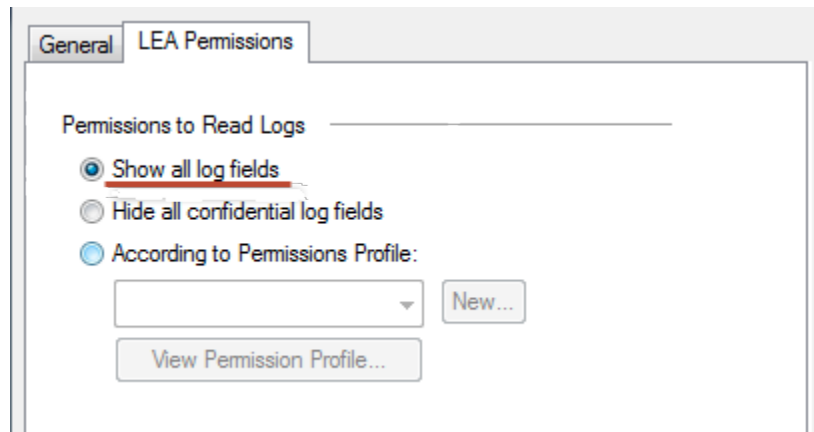 General LEA Permissions
Permissions to Read Logs
Show all log fields
Hide all confidential log fields
According to Permissions Profile:
New...
View Permission Profile...